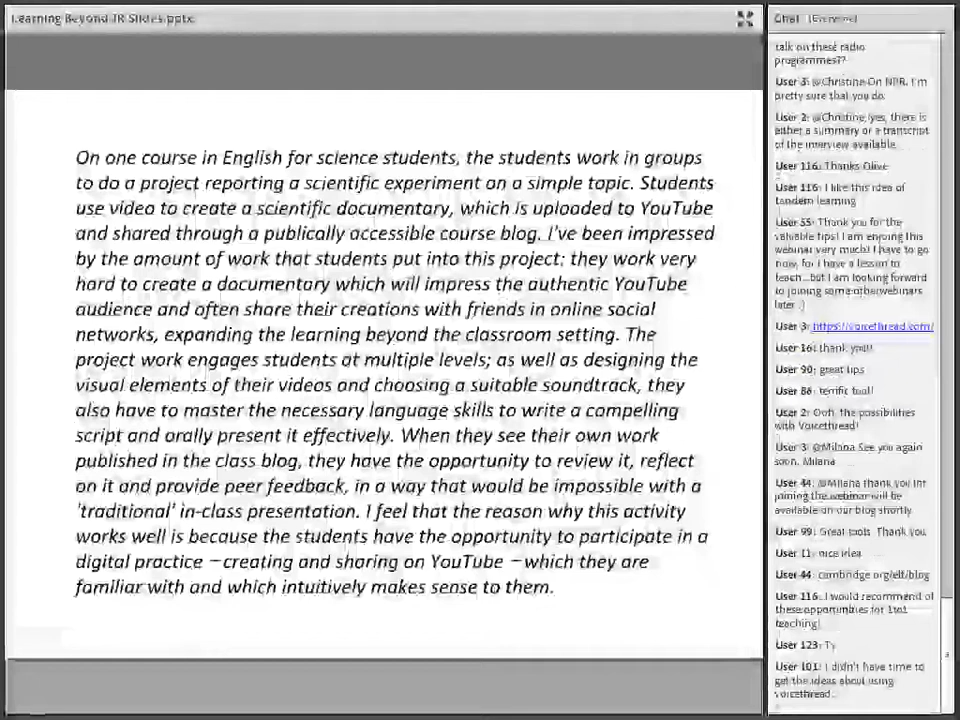 Learning Beyond JR Slides.pptx
On one course in English for science students, the students work in groups
to do a project reporting a scientific experiment on a simple topic. Students
use video to create a scientific documentary, which is uploaded to YouTube
and shared through a publically accessible course blog. I've been impressed
by the amount of work that students put into this project; they work very
hard to create a documentary which will impress the authentic YouTube
audience and often share their creations with friends in online social
networks, expanding the learning beyond the classroom setting. The
project work engages students at multiple levels; as well as designing the
visual elements of their videos and choosing a suitable soundtrack, they
also have to master the necessary language skills to write a compelling
script and orally present it effectively. When they see their own work
published in the class blog, they have the opportunity to review it, reflect
on it and provide peer feedback, in a way that would be impossible with a
'traditional' in-class presentation. I feel that the reason why this activity
works well is because the students have the opportunity to participate in a
digital practice –creating and sharing on YouTube –which they are
familiar with and which intuitively makes sense to them.
Chat (Everyone)
talk on these radio
programmes??
User 3: @Christine On NPR, I'm
pretty sure that you do.
User 2: @Christine, yes, there is
either a summary or a transcript
of the interview available
User 116: Thanks Olive
User 116: I like this idea of
tandem learning
User 55: Thank you for the
valuable tips! I am enjoying this
webinar very much! I have to go
now, for I have a lesson to
teach...but I am looking forward
to joining some other webinars
later :)
User 3: https://voicethread.com/
User 16: thank you!!
User 90: great tips
User 86: terrific tool!
User 2: Ooh, the possibilities
with Voicethread!
User 3: @Milana See you again
soon, Milana
User 44: @Milana thank you for
joining the webinar will be
available on our blog shortly
User 99: Great tools. Thank you
User 11: nice idea
User 44: cambridge.org/elt/blog
User 116: I would recommend of
these opportunities for 1to1
teaching!
User 123: Ty
User 101: I didn't have time to
get the ideas about using
voicethread.